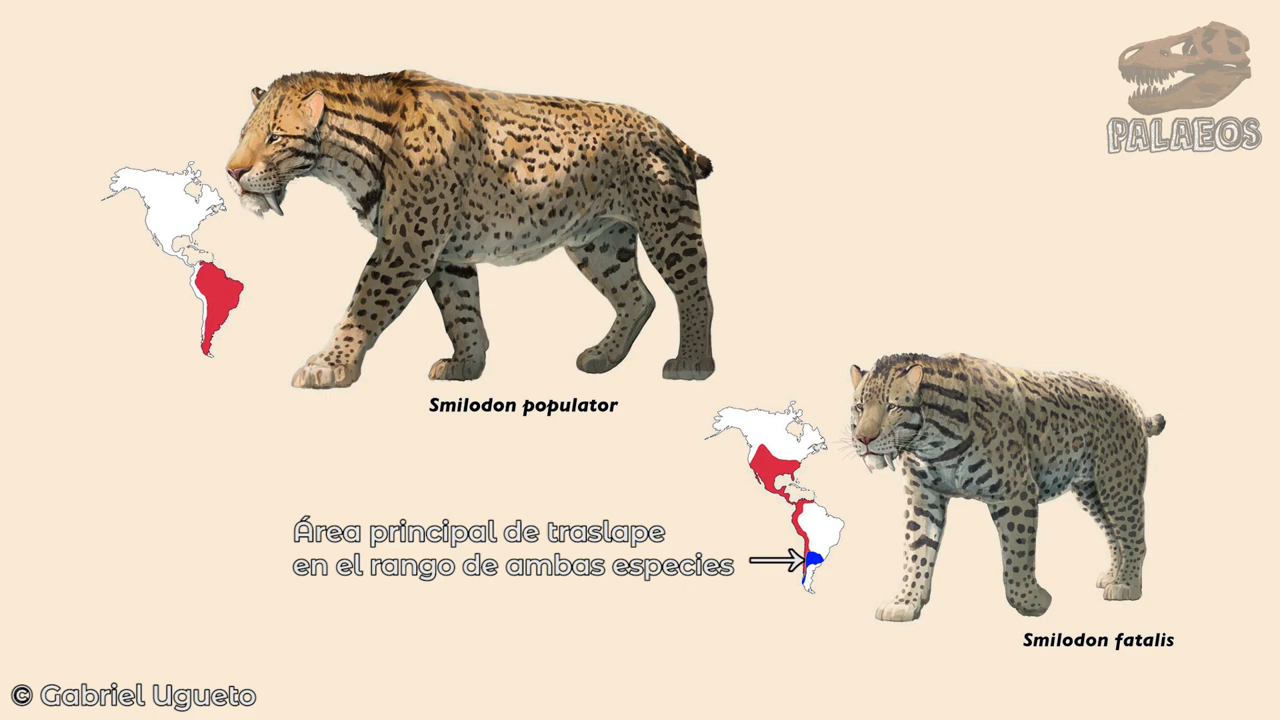 PALAEOS
Smilodon populator
Área principal de traslape
en el rango de ambas especies
Smilodon fatalis
© Gabriel Ugueto